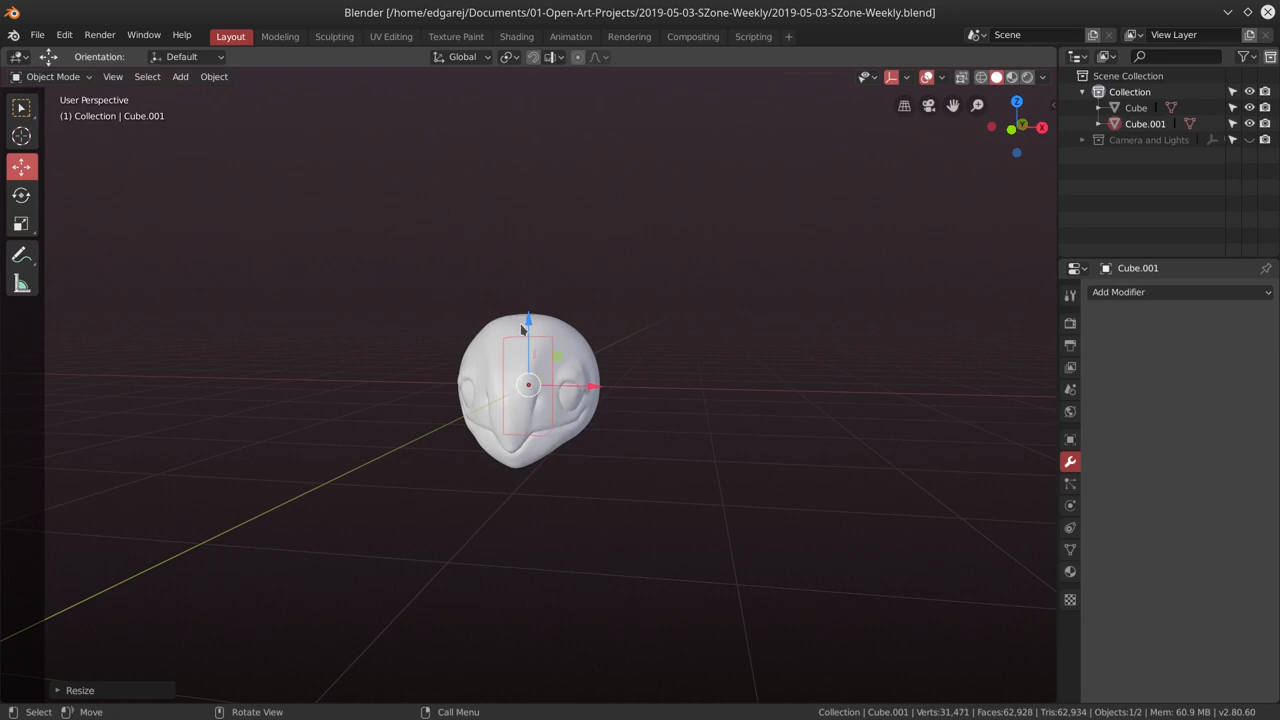 Blender [/home/edgarej/Documents/01-Open-Art-Projects/2019-05-03-SZone-Weekly/2019-05-03-SZone-Weekly.blend]
File Edit Render Window Help Layout Modeling Sculpting UV Editing Texture Paint Shading Animation Rendering Compositing Scripting + Scene View Layer
Orientation: Default Global
Object Mode View Select Add Object
User Perspective
(1) Collection | Cube.001
Z
Y
X
Scene Collection
Collection
Cube
Cube.001
Camera and Lights
Cube.001
Add Modifier
Resize
Select Move Rotate View Call Menu Collection | Cube.001 | Verts:31,471 | Faces:62,928 | Tris:62,934 | Objects:1/2 | Mem: 60.9 MB | v2.80.60